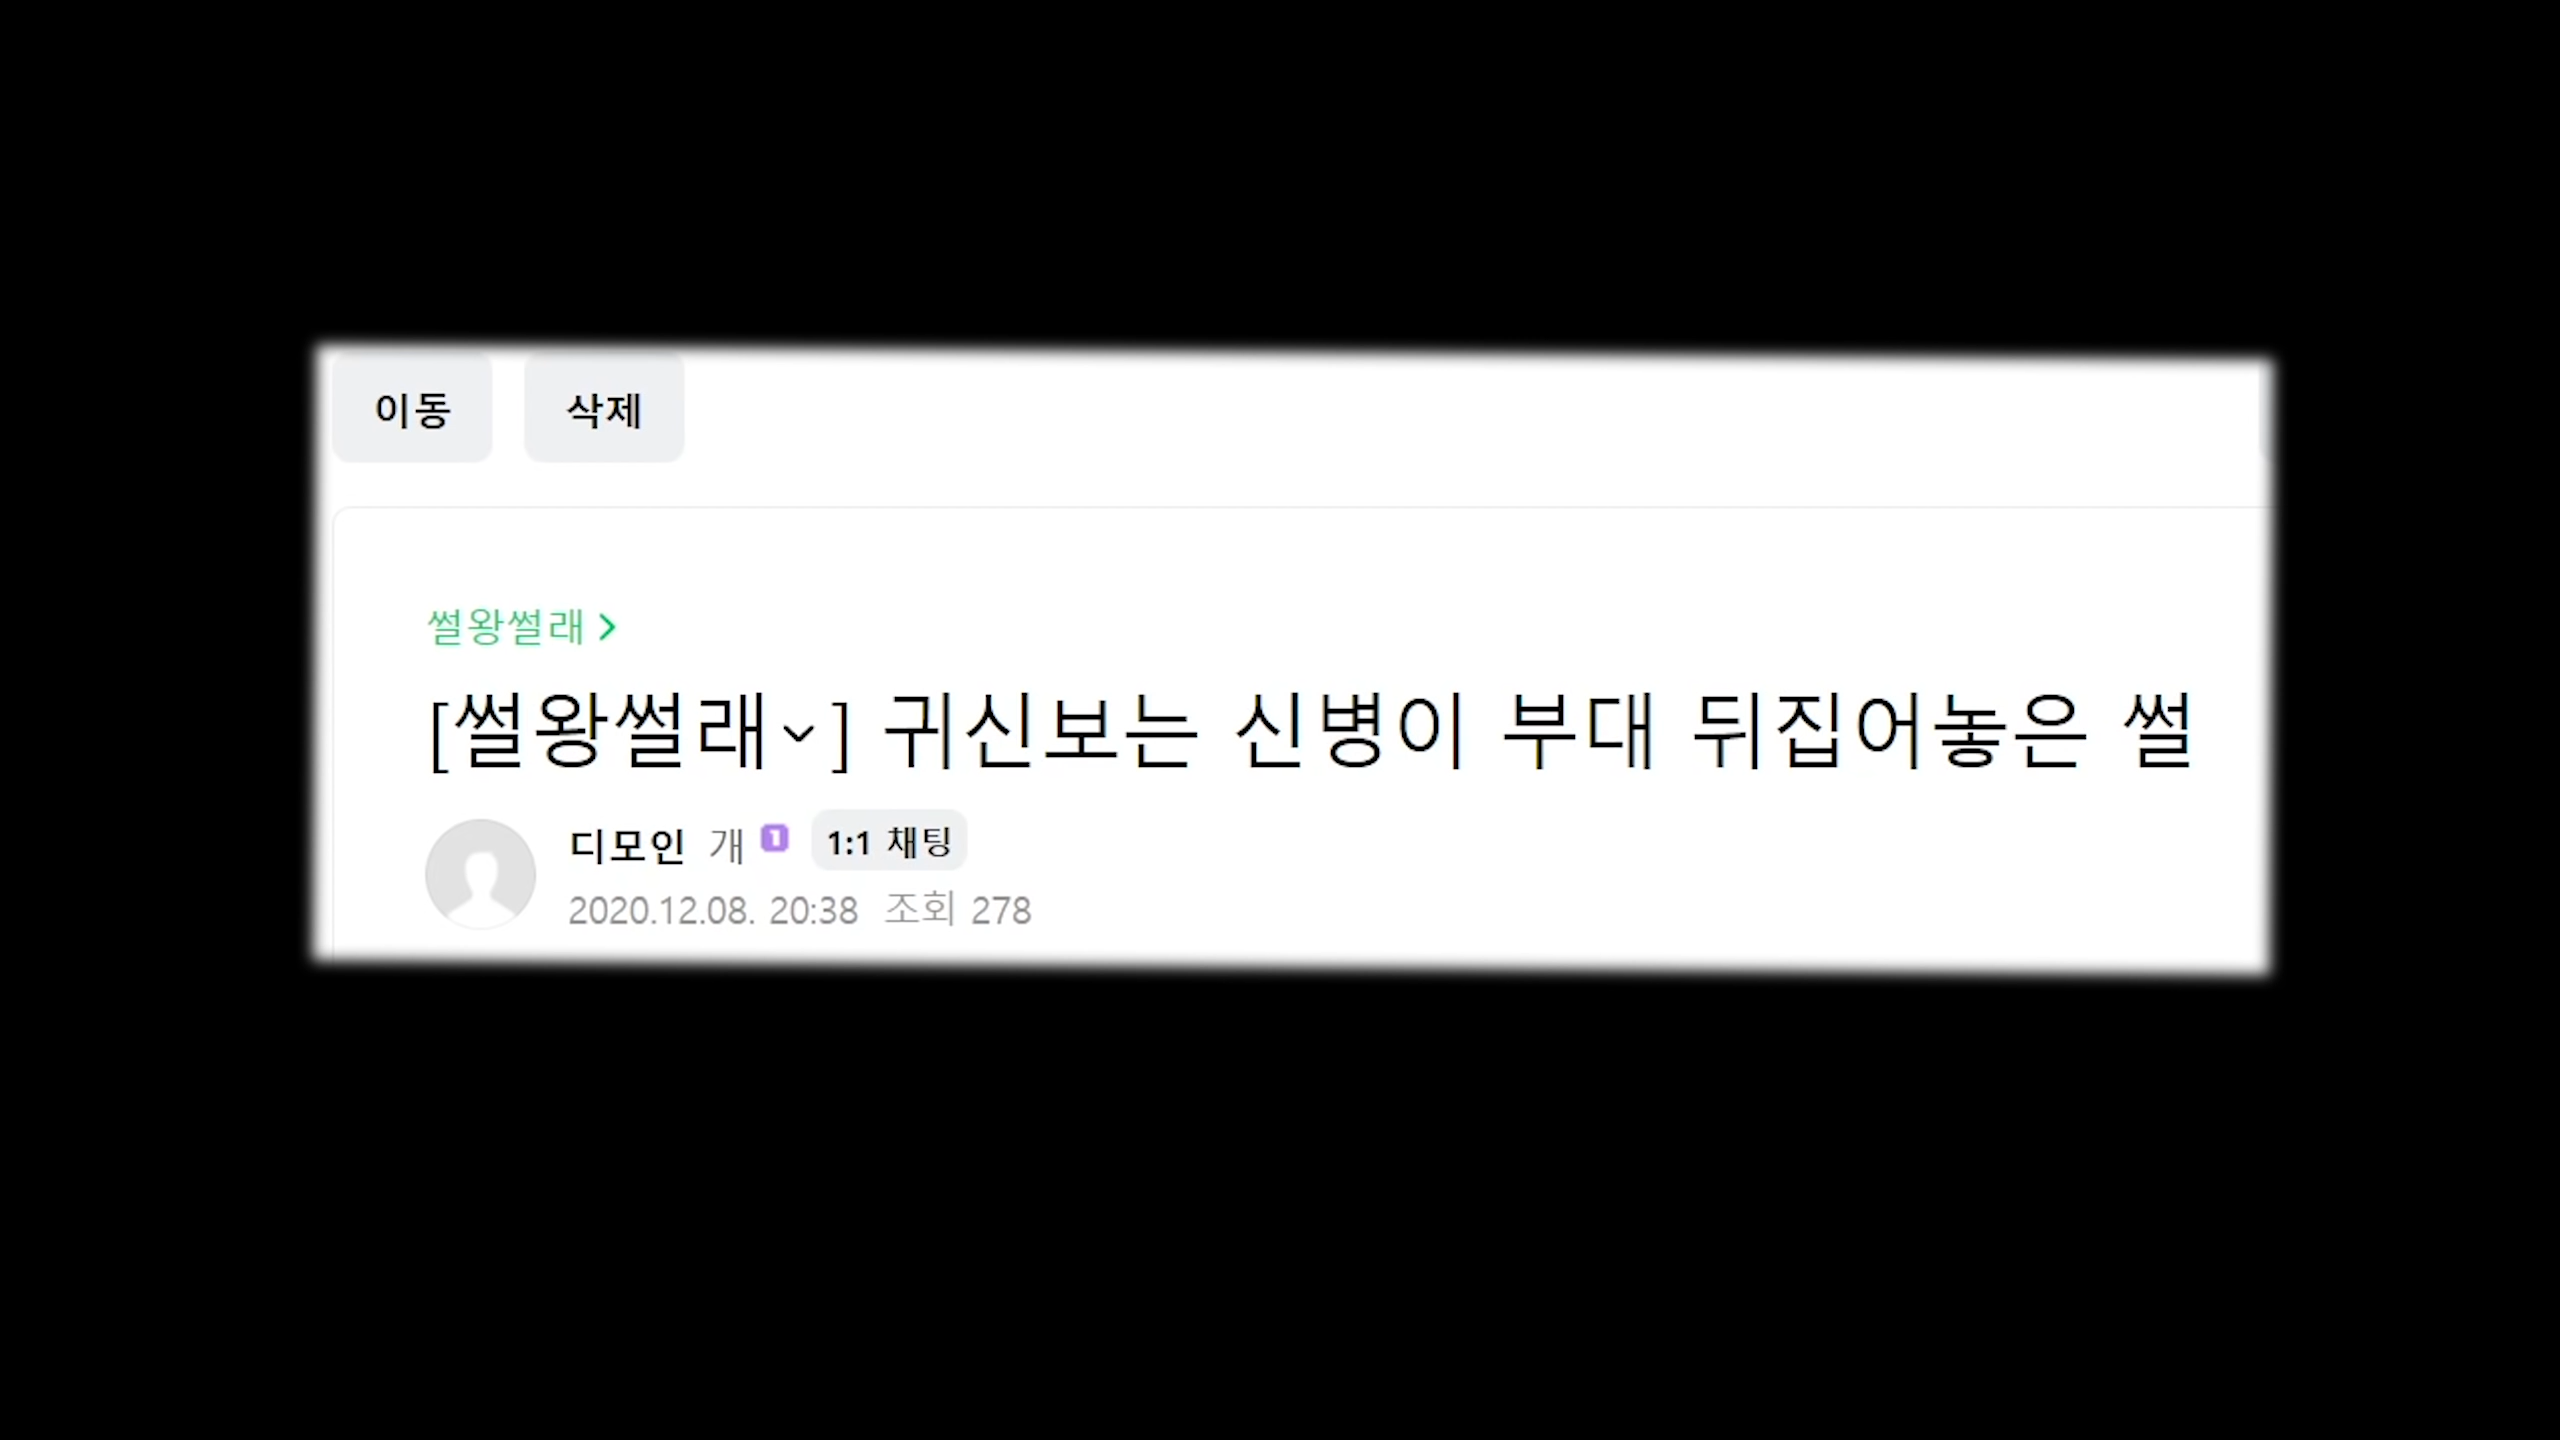 이동 삭제
썰왕썰래 >
[썰왕썰래⌵] 귀신보는 신병이 부대 뒤집어놓은 썰
디모인 개 1 1:1 채팅
2020.12.08. 20:38 조회 278